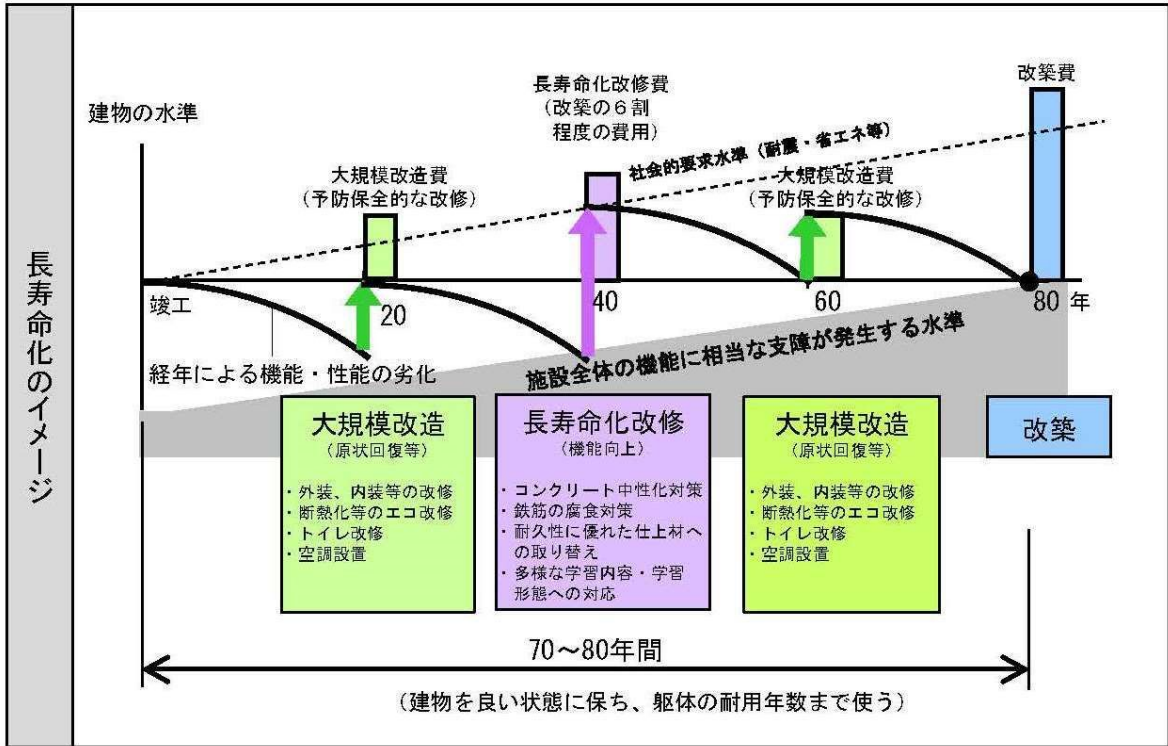 長寿命化のイメージ
建物の水準
長寿命化改修費
（改築の６割
程度の費用）
改築費
社会的要求水準（耐震・省エネ等）
大規模改造費
（予防保全的な改修）
大規模改造費
（予防保全的な改修）
竣工
20
40
60
80 年
経年による機能・性能の劣化
施設全体の機能に相当な支障が発生する水準
大規模改造
（原状回復等）
・外装、内装等の改修
・断熱化等のエコ改修
・トイレ改修
・空調設置
長寿命化改修
（機能向上）
・コンクリート中性化対策
・鉄筋の腐食対策
・耐久性に優れた仕上材へ
の取り替え
・多様な学習内容・学習
形態への対応
大規模改造
（原状回復等）
・外装、内装等の改修
・断熱化等のエコ改修
・トイレ改修
・空調設置
改築
70～80年間
（建物を良い状態に保ち、躯体の耐用年数まで使う）